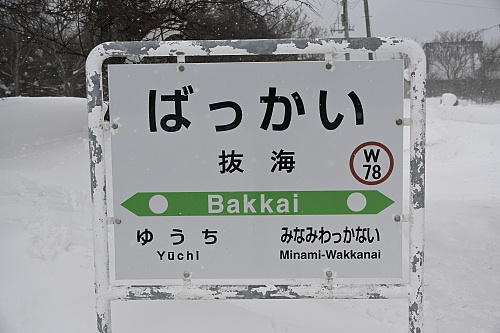 ばっかい
抜海
W
78
Bakkai
ゆうち
みなみわっかない
Yūchi
Minami-Wakkanai